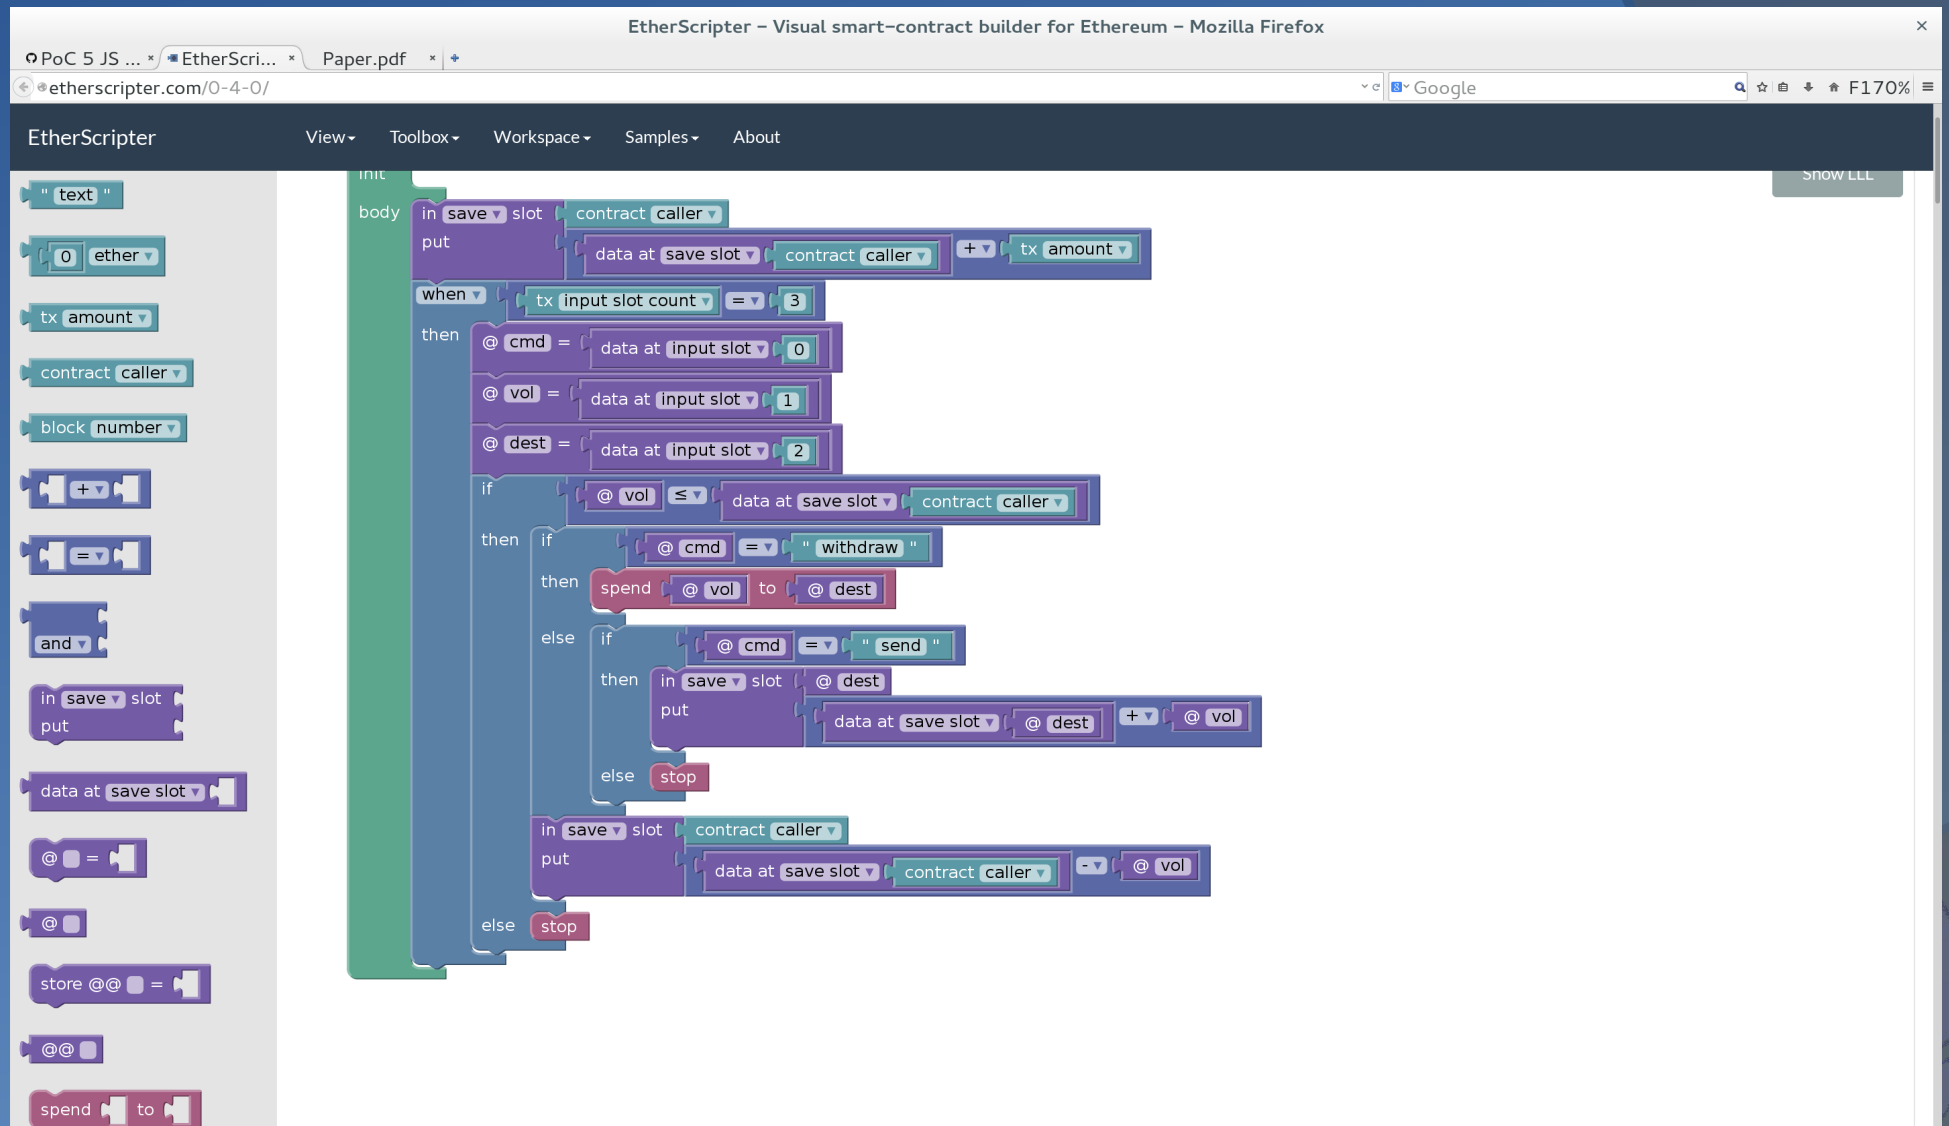 EtherScripter – Visual smart-contract builder for Ethereum – Mozilla Firefox
PoC 5 JS ... × EtherScri... × Paper.pdf ×
etherscripter.com/0-4-0/ Google F170%
EtherScripter View Toolbox Workspace Samples About
Show LLL
" text "
0 ether
tx amount
contract caller
block number
+
=
and
in save slot
put
data at save slot
@ =
@
store @@ =
@@
spend to
init
body
in save slot contract caller
put data at save slot contract caller + tx amount
when tx input slot count = 3
then @ cmd = data at input slot 0
@ vol = data at input slot 1
@ dest = data at input slot 2
if @ vol ≤ data at save slot contract caller
then if @ cmd = " withdraw "
then spend @ vol to @ dest
else if @ cmd = " send "
then in save slot @ dest
put data at save slot @ dest + @ vol
else stop
in save slot contract caller
put data at save slot contract caller - @ vol
else stop